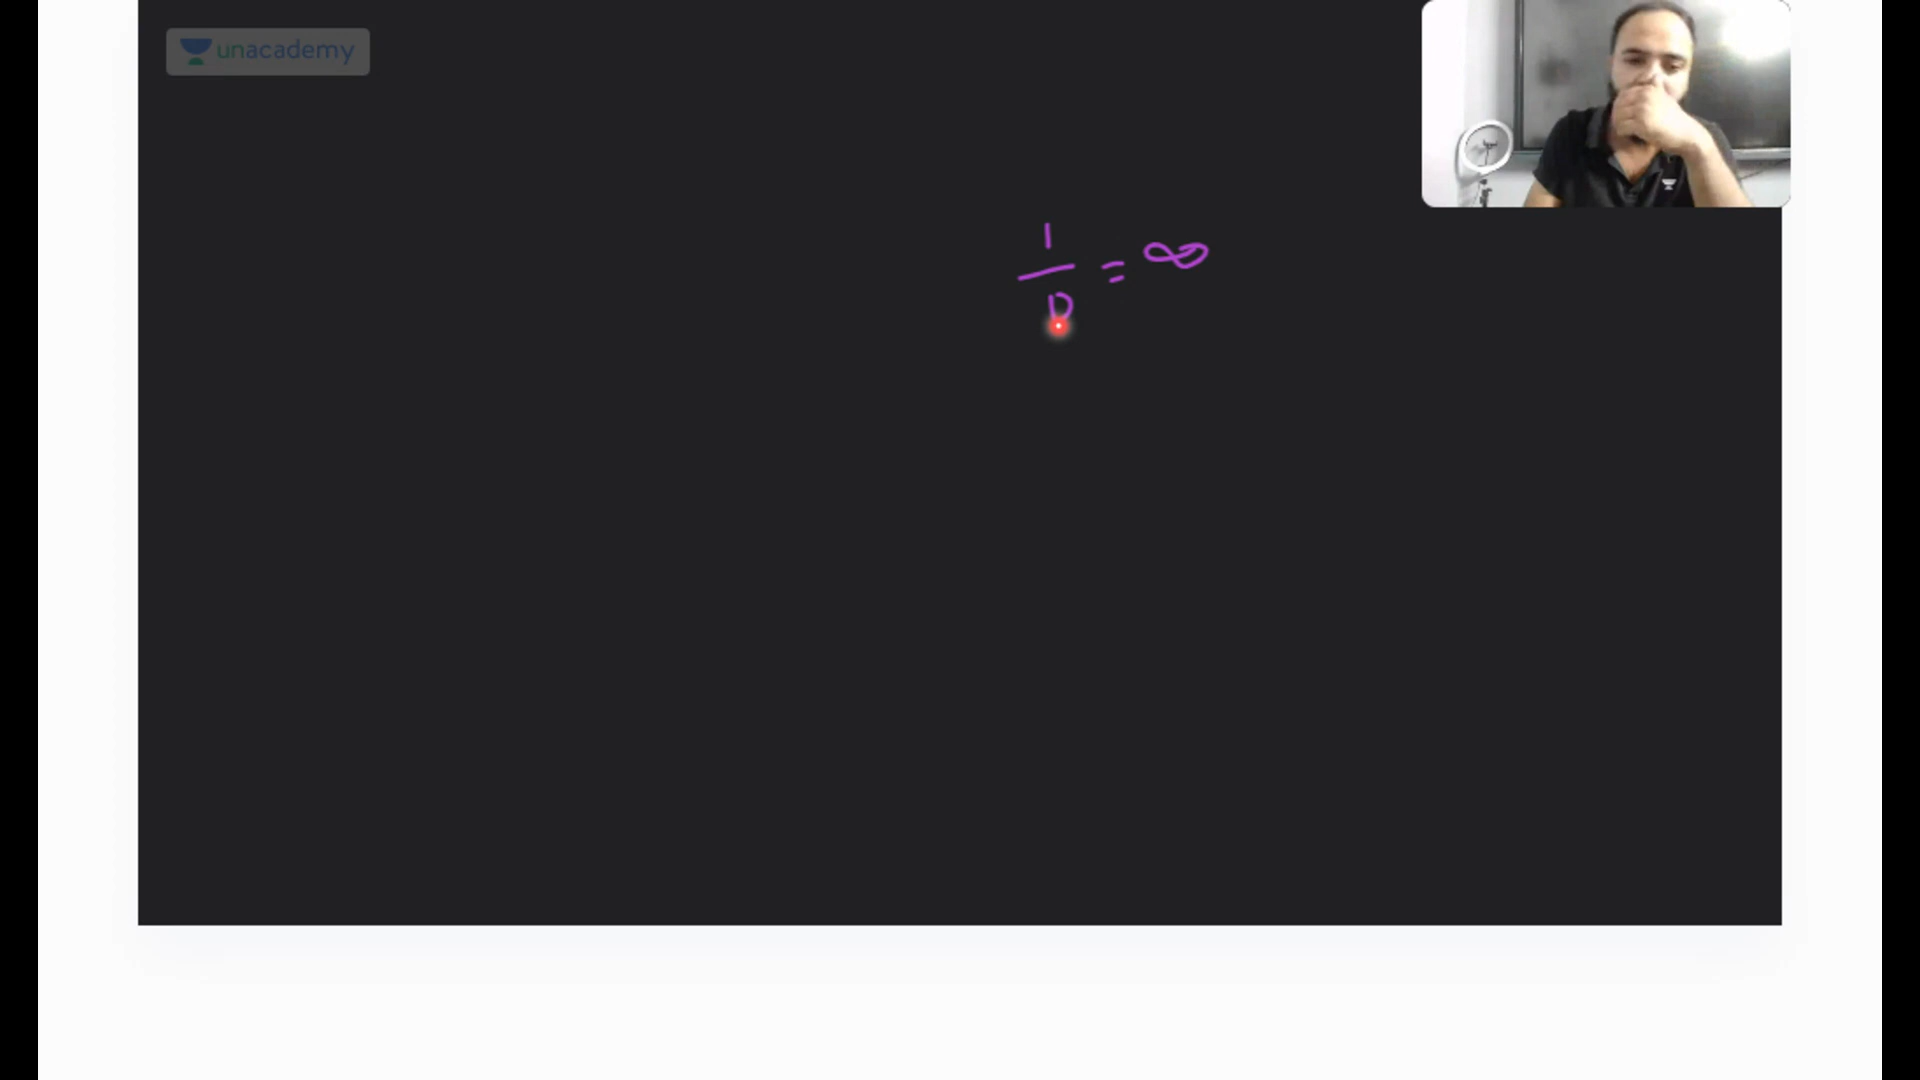 unacademy
1/0 = ∞